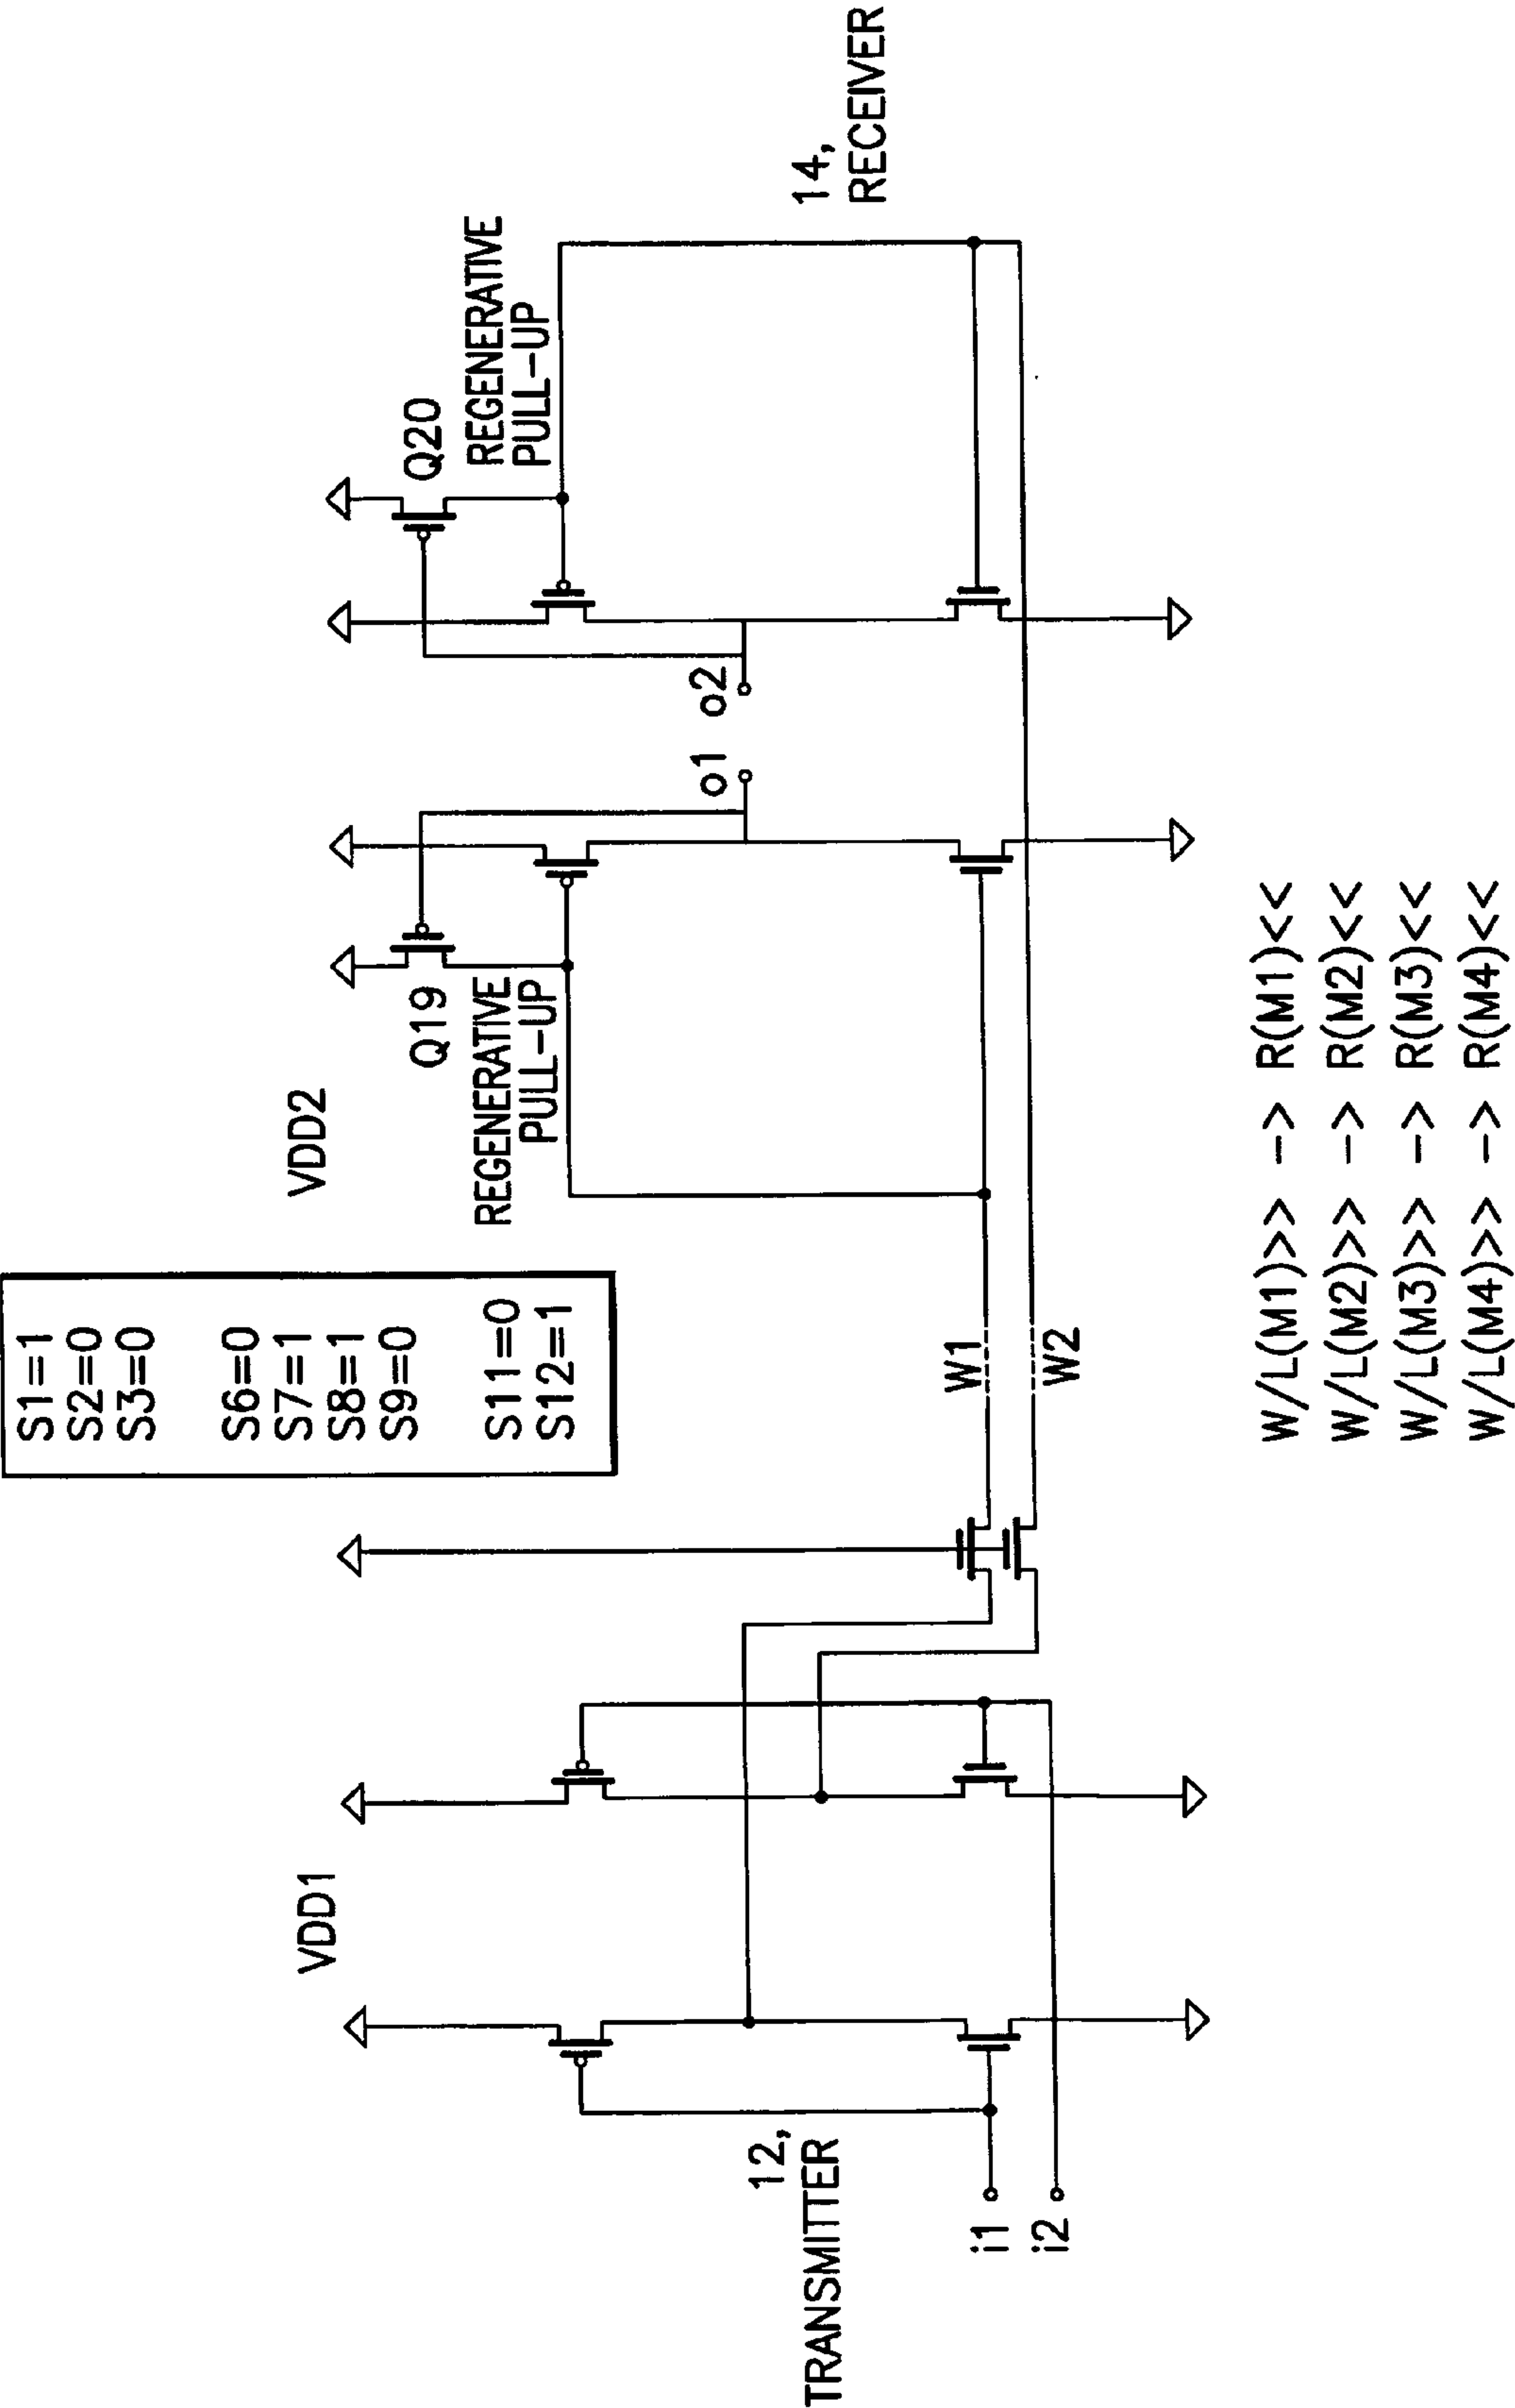 S1=1
S2=0
S3=0
S6=0
S7=1
S8=1
S9=0
S11=0
S12=1
VDD1
VDD2
Q19
REGENERATIVE
PULL-UP
Q20
REGENERATIVE
PULL-UP
o1
o2
12,
TRANSMITTER
14,
RECEIVER
W1
W2
i1
i2
W/L(M1)>> -> R(M1)<<
W/L(M2)>> -> R(M2)<<
W/L(M3)>> -> R(M3)<<
W/L(M4)>> -> R(M4)<<